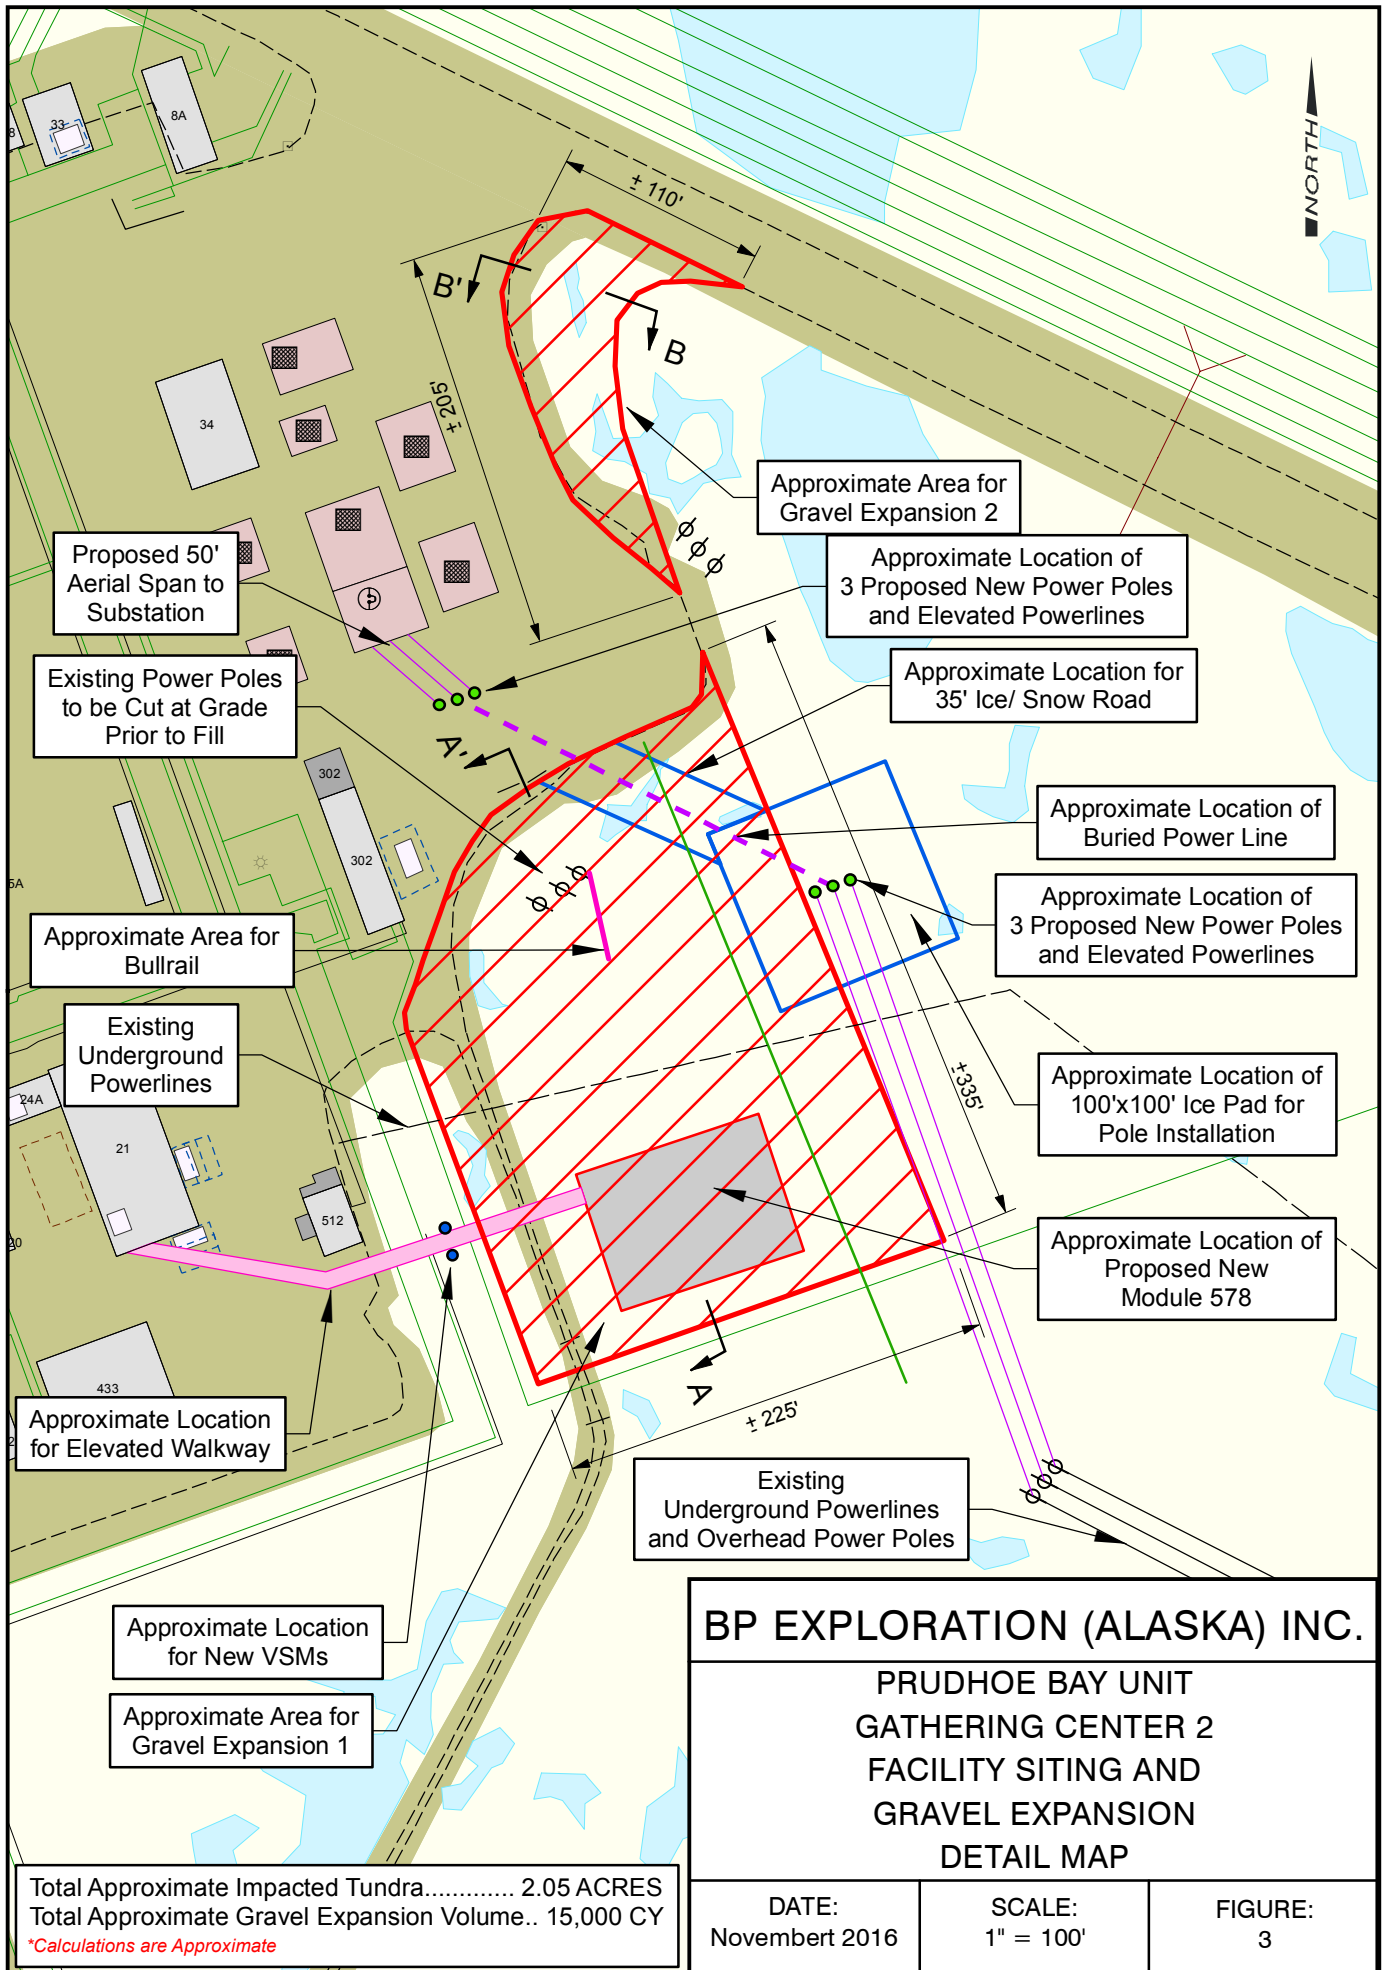 33
8
8A
NORTH
± 110'
B'
B
± 205'
34
Approximate Area for
Gravel Expansion 2
Proposed 50'
Aerial Span to
Substation
Approximate Location of
3 Proposed New Power Poles
and Elevated Powerlines
Existing Power Poles
to be Cut at Grade
Prior to Fill
Approximate Location for
35' Ice/ Snow Road
A'
302
302
5A
Approximate Location of
Buried Power Line
Approximate Location of
3 Proposed New Power Poles
and Elevated Powerlines
Approximate Area for
Bullrail
Existing
Underground
Powerlines
±335'
Approximate Location of
100'x100' Ice Pad for
Pole Installation
24A
21
512
20
Approximate Location of
Proposed New
Module 578
433
A
± 225'
Approximate Location
for Elevated Walkway
2
Existing
Underground Powerlines
and Overhead Power Poles
Approximate Location
for New VSMs
Approximate Area for
Gravel Expansion 1
BP EXPLORATION (ALASKA) INC.
PRUDHOE BAY UNIT
GATHERING CENTER 2
FACILITY SITING AND
GRAVEL EXPANSION
DETAIL MAP
Total Approximate Impacted Tundra............. 2.05 ACRES
Total Approximate Gravel Expansion Volume.. 15,000 CY
*Calculations are Approximate
DATE:
Novembert 2016
SCALE:
1" = 100'
FIGURE:
3